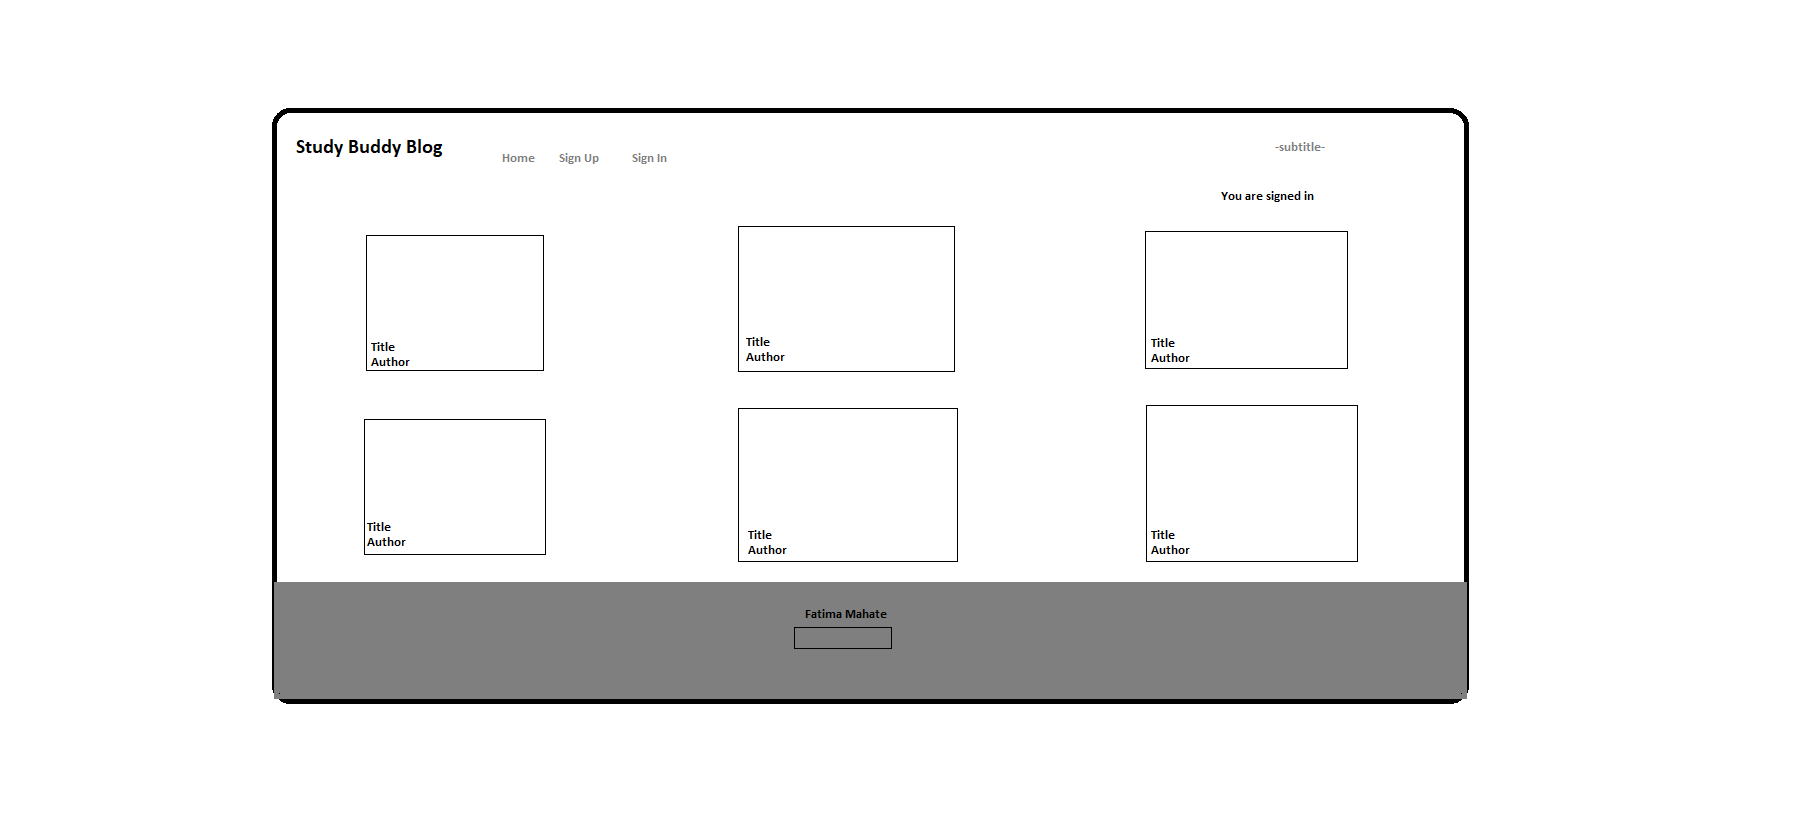 Study Buddy Blog
Home Sign Up Sign In
-subtitle-
You are signed in
Title
Author
Title
Author
Title
Author
Title
Author
Title
Author
Title
Author
Fatima Mahate